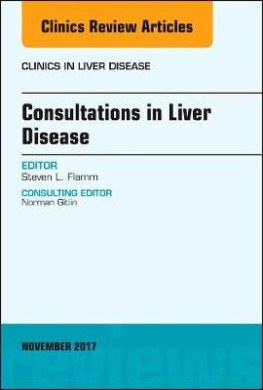 Clinics Review Articles
CLINICS IN LIVER DISEASE
Consultations in Liver
Disease
EDITOR
Steven L. Flamm
CONSULTING EDITOR
Norman Gitlin
NOVEMBER 2017
reviews